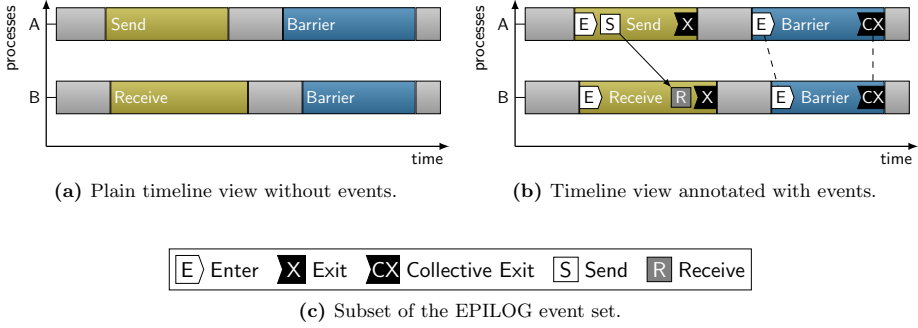 processes
A
Send
Barrier
B
Receive
Barrier
time
(a) Plain timeline view without events.
processes
A
E S Send X
E Barrier CX
B
E Receive R X
E Barrier CX
time
(b) Timeline view annotated with events.
E Enter X Exit CX Collective Exit S Send R Receive
(c) Subset of the EPILOG event set.